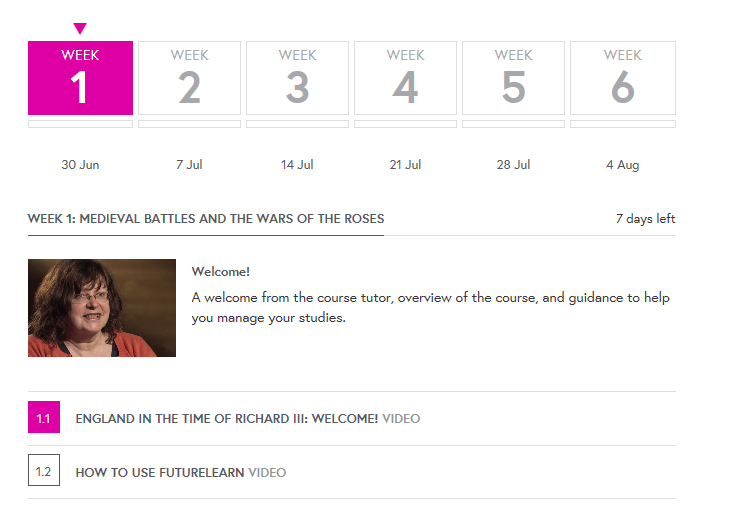 WEEK WEEK WEEK WEEK WEEK WEEK
1 2 3 4 5 6
30 Jun 7 Jul 14 Jul 21 Jul 28 Jul 4 Aug
WEEK 1: MEDIEVAL BATTLES AND THE WARS OF THE ROSES 7 days left
Welcome!
A welcome from the course tutor, overview of the course, and guidance to help
you manage your studies.
1.1 ENGLAND IN THE TIME OF RICHARD III: WELCOME! VIDEO
1.2 HOW TO USE FUTURELEARN VIDEO